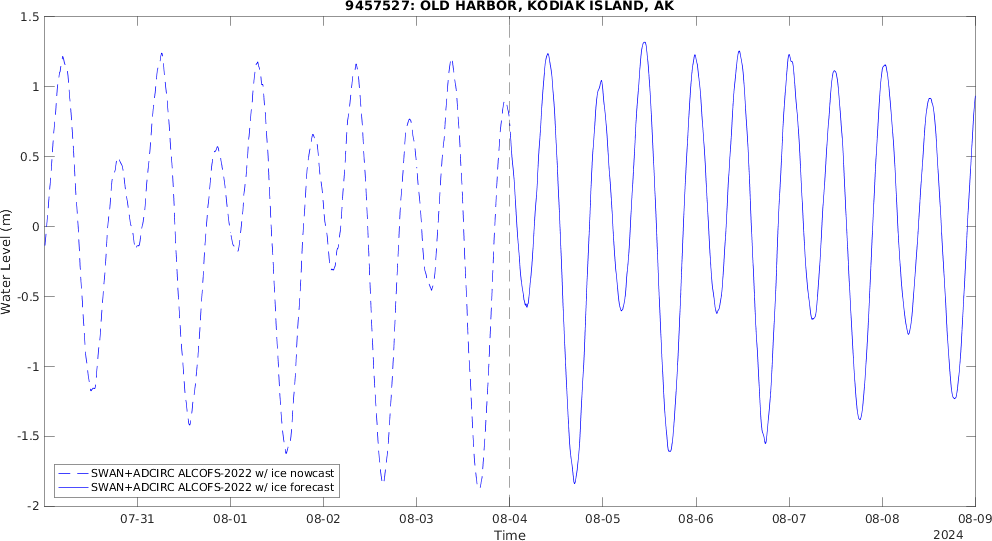 9457527: OLD HARBOR, KODIAK ISLAND, AK
Water Level (m)
1.5
1
0.5
0
-0.5
-1
-1.5
-2
SWAN+ADCIRC ALCOFS-2022 w/ ice nowcast
SWAN+ADCIRC ALCOFS-2022 w/ ice forecast
07-31 08-01 08-02 08-03 08-04 08-05 08-06 08-07 08-08 08-09
Time
2024